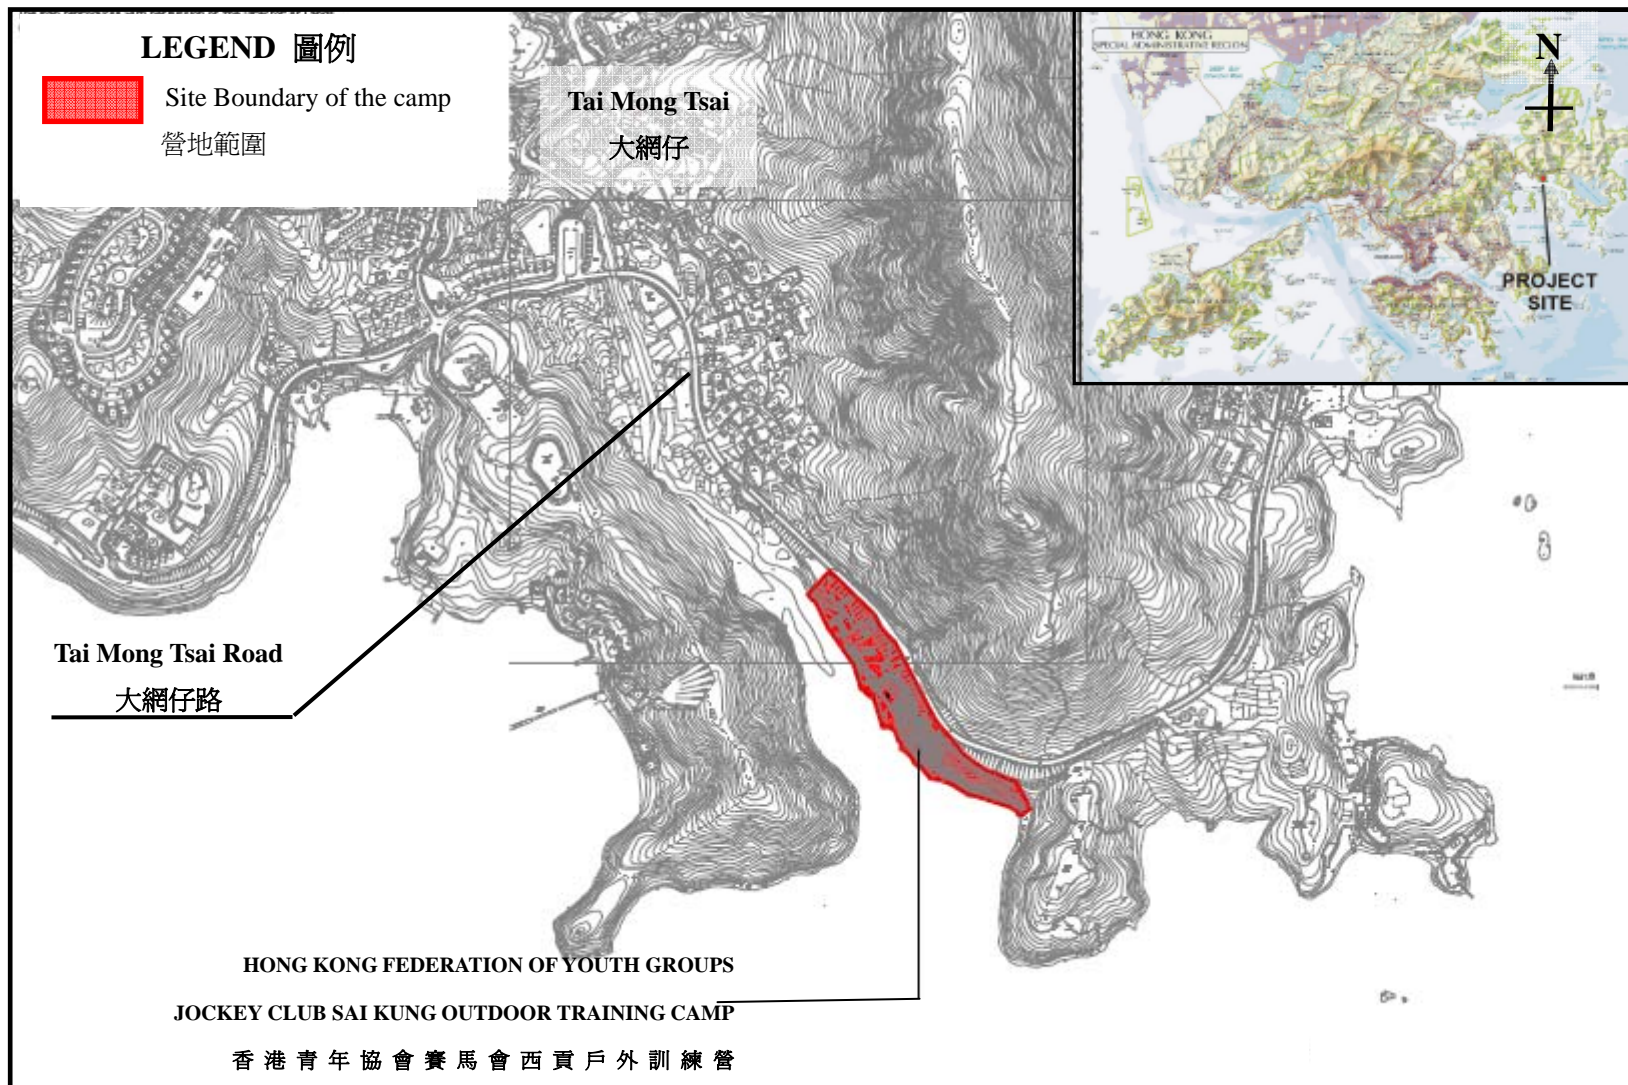 LEGEND 圖例
Site Boundary of the camp
營地範圍
Tai Mong Tsai
大網仔
HONG KONG
SPECIAL ADMINISTRATIVE REGION
N
PROJECT
SITE
Tai Mong Tsai Road
大網仔路
HONG KONG FEDERATION OF YOUTH GROUPS
JOCKEY CLUB SAI KUNG OUTDOOR TRAINING CAMP
香港青年協會賽馬會西貢戶外訓練營